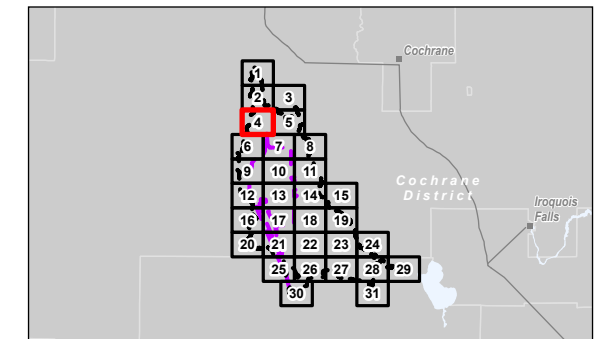 Cochrane
1
2 3
4 5
6 7 8
9 10 11
Cochrane
District
12 13 14 15
Iroquois
Falls
16 17 18 19
20 21 22 23 24
25 26 27 28 29
30 31